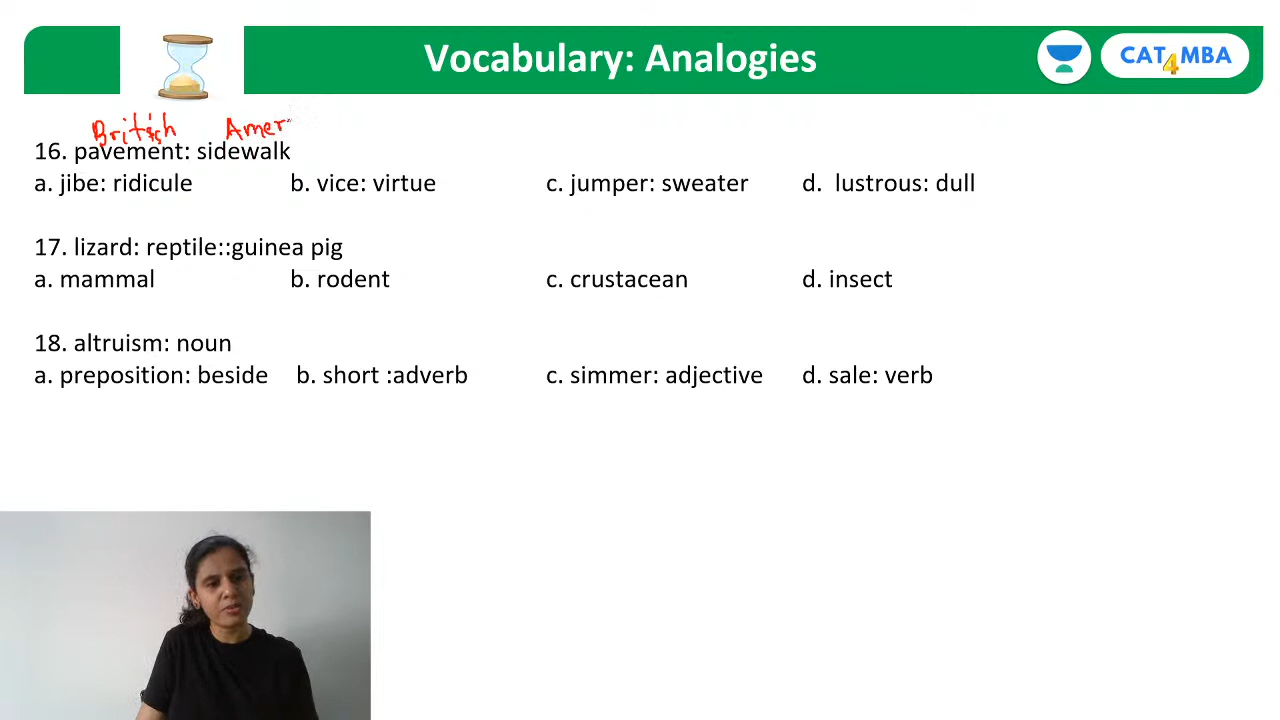 Vocabulary: Analogies
CAT4MBA
British Amer
16. pavement: sidewalk
a. jibe: ridicule b. vice: virtue c. jumper: sweater d. lustrous: dull
17. lizard: reptile::guinea pig
a. mammal b. rodent c. crustacean d. insect
18. altruism: noun
a. preposition: beside b. short :adverb c. simmer: adjective d. sale: verb